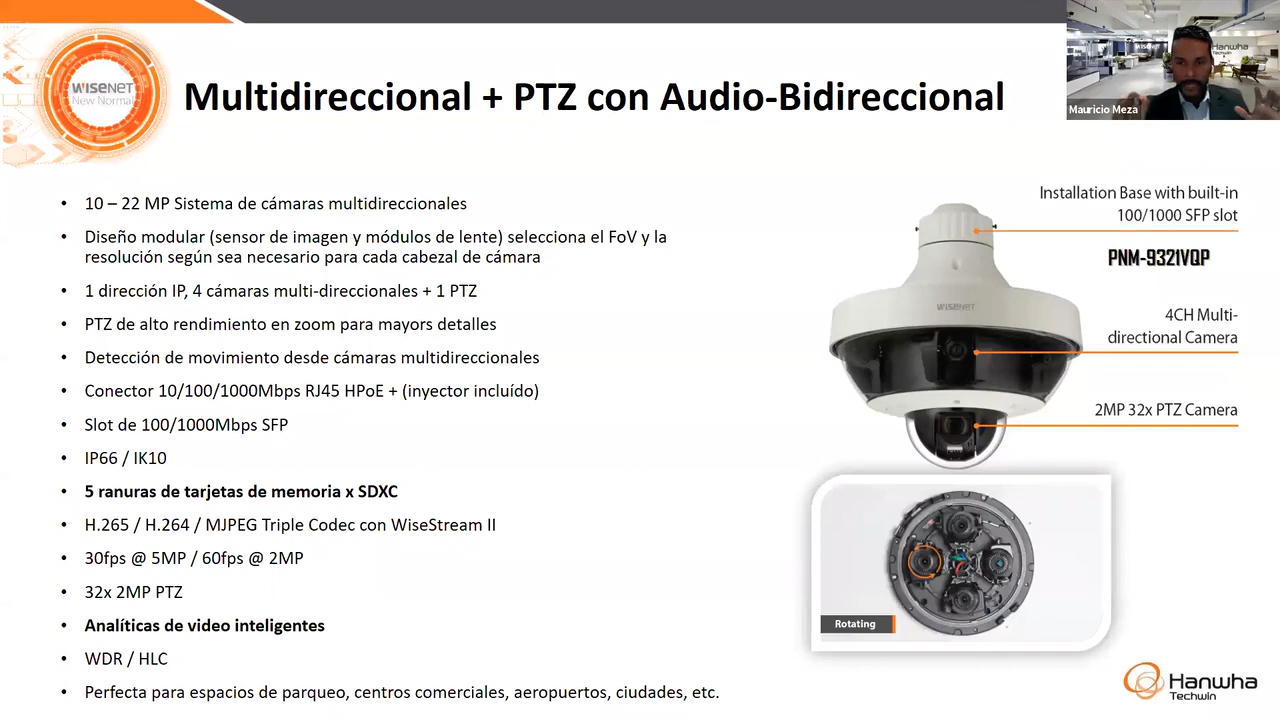 WISENET
New Normal
Multidireccional + PTZ con Audio-Bidireccional
WISENET
Hanwha
Techwin
Mauricio Meza
• 10 – 22 MP Sistema de cámaras multidireccionales
• Diseño modular (sensor de imagen y módulos de lente) selecciona el FoV y la
resolución según sea necesario para cada cabezal de cámara
• 1 dirección IP, 4 cámaras multi-direccionales + 1 PTZ
• PTZ de alto rendimiento en zoom para mayors detalles
• Detección de movimiento desde cámaras multidireccionales
• Conector 10/100/1000Mbps RJ45 HPoE + (inyector incluído)
• Slot de 100/1000Mbps SFP
• IP66 / IK10
• 5 ranuras de tarjetas de memoria x SDXC
• H.265 / H.264 / MJPEG Triple Codec con WiseStream II
• 30fps @ 5MP / 60fps @ 2MP
• 32x 2MP PTZ
• Analíticas de video inteligentes
• WDR / HLC
• Perfecta para espacios de parqueo, centros comerciales, aeropuertos, ciudades, etc.
Installation Base with built-in
100/1000 SFP slot
PNM-9321VQP
WISENET
4CH Multi-
directional Camera
2MP 32x PTZ Camera
Rotating
Hanwha
Techwin